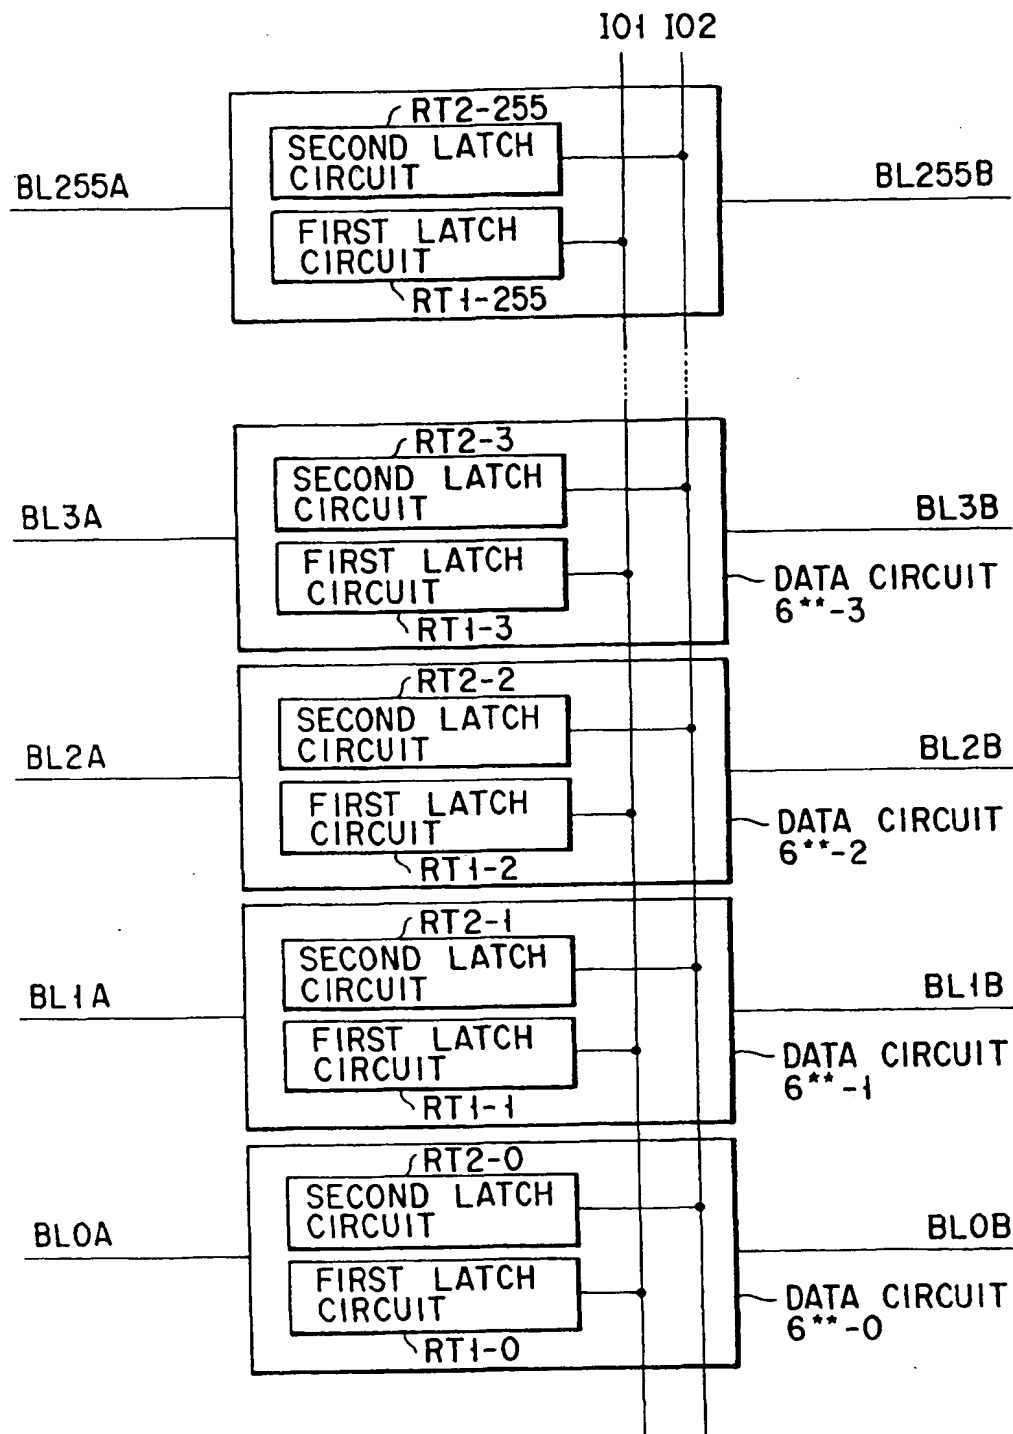 IO1 IO2
RT2-255
SECOND LATCH
CIRCUIT
BL255A
BL255B
FIRST LATCH
CIRCUIT
RT1-255
RT2-3
SECOND LATCH
CIRCUIT
BL3A
BL3B
FIRST LATCH
CIRCUIT
RT1-3
DATA CIRCUIT
6**-3
RT2-2
SECOND LATCH
CIRCUIT
BL2A
BL2B
FIRST LATCH
CIRCUIT
RT1-2
DATA CIRCUIT
6**-2
RT2-1
SECOND LATCH
CIRCUIT
BL1A
BL1B
FIRST LATCH
CIRCUIT
RT1-1
DATA CIRCUIT
6**-1
RT2-0
SECOND LATCH
CIRCUIT
BL0A
BL0B
FIRST LATCH
CIRCUIT
RT1-0
DATA CIRCUIT
6**-0